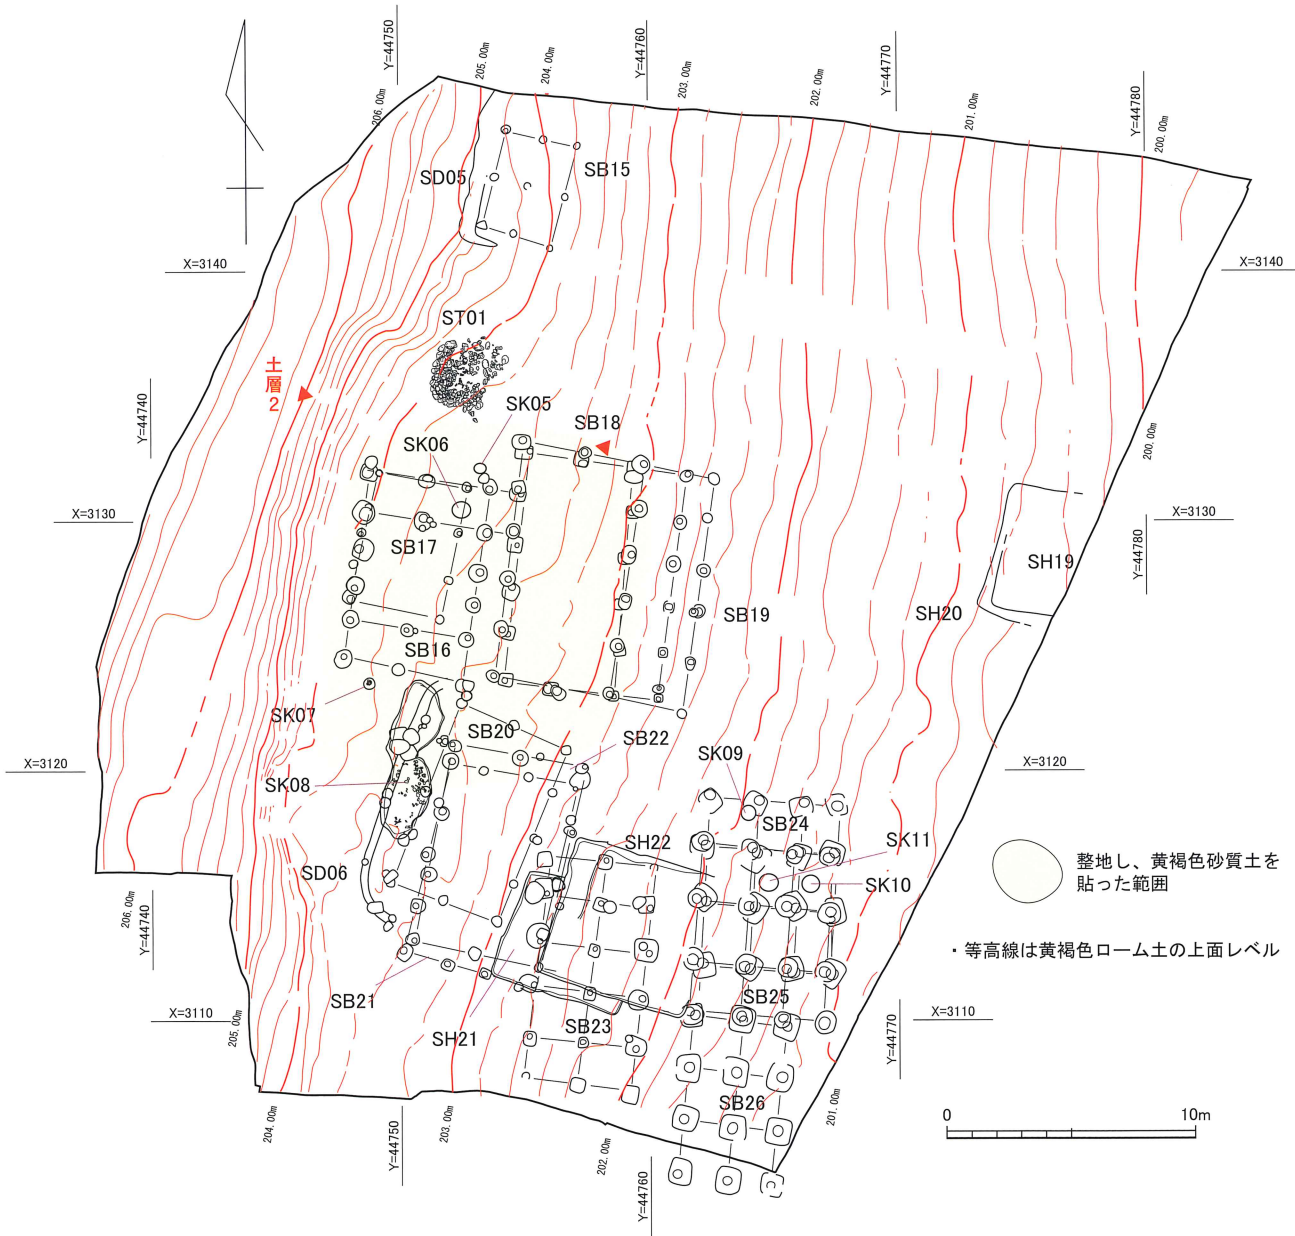 Y=44750
Y=44760
Y=44770
Y=44780
206.00m
205.00m
204.00m
203.00m
202.00m
201.00m
200.00m
SD05
SB15
X=3140
X=3140
ST01
土層2
Y=44740
SK05
SB18
SK06
200.00m
X=3130
X=3130
SB17
Y=44780
SH19
SB19
SH20
SB16
SK07
SB20
SB22
SK09
X=3120
X=3120
SK08
SB24
SH22
SK11
SK10
整地し、黄褐色砂質土を
貼った範囲
SD06
206.00m
Y=44740
・等高線は黄褐色ローム土の上面レベル
SB21
SB25
X=3110
X=3110
205.00m
SH21
SB23
Y=44770
SB26
201.00m
0
10m
204.00m
Y=44750
203.00m
202.00m
Y=44760